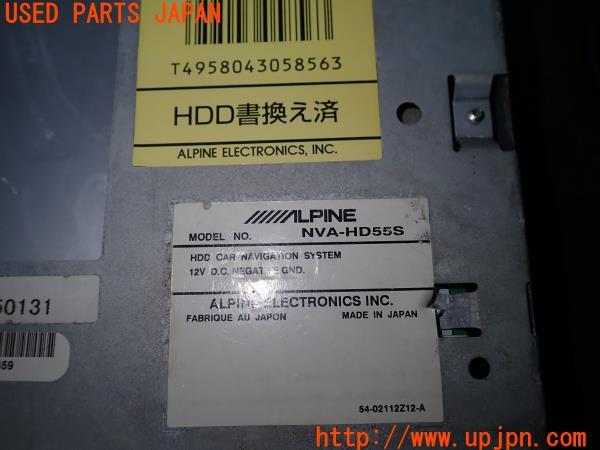 USED PARTS JAPAN
T4958043058563
HDD書換え済
ALPINE ELECTRONICS, INC.
ALPINE
MODEL NO. NVA-HD55S
HDD CAR NAVIGATION SYSTEM
12V D.C. NEGATIVE GND.
ALPINE ELECTRONICS INC.
FABRIQUE AU JAPON MADE IN JAPAN
54-02112Z12-A
50131
359
http://www.upjpn.com/